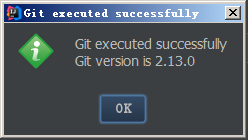 Git executed successfully
Git executed successfully
Git version is 2.13.0
OK